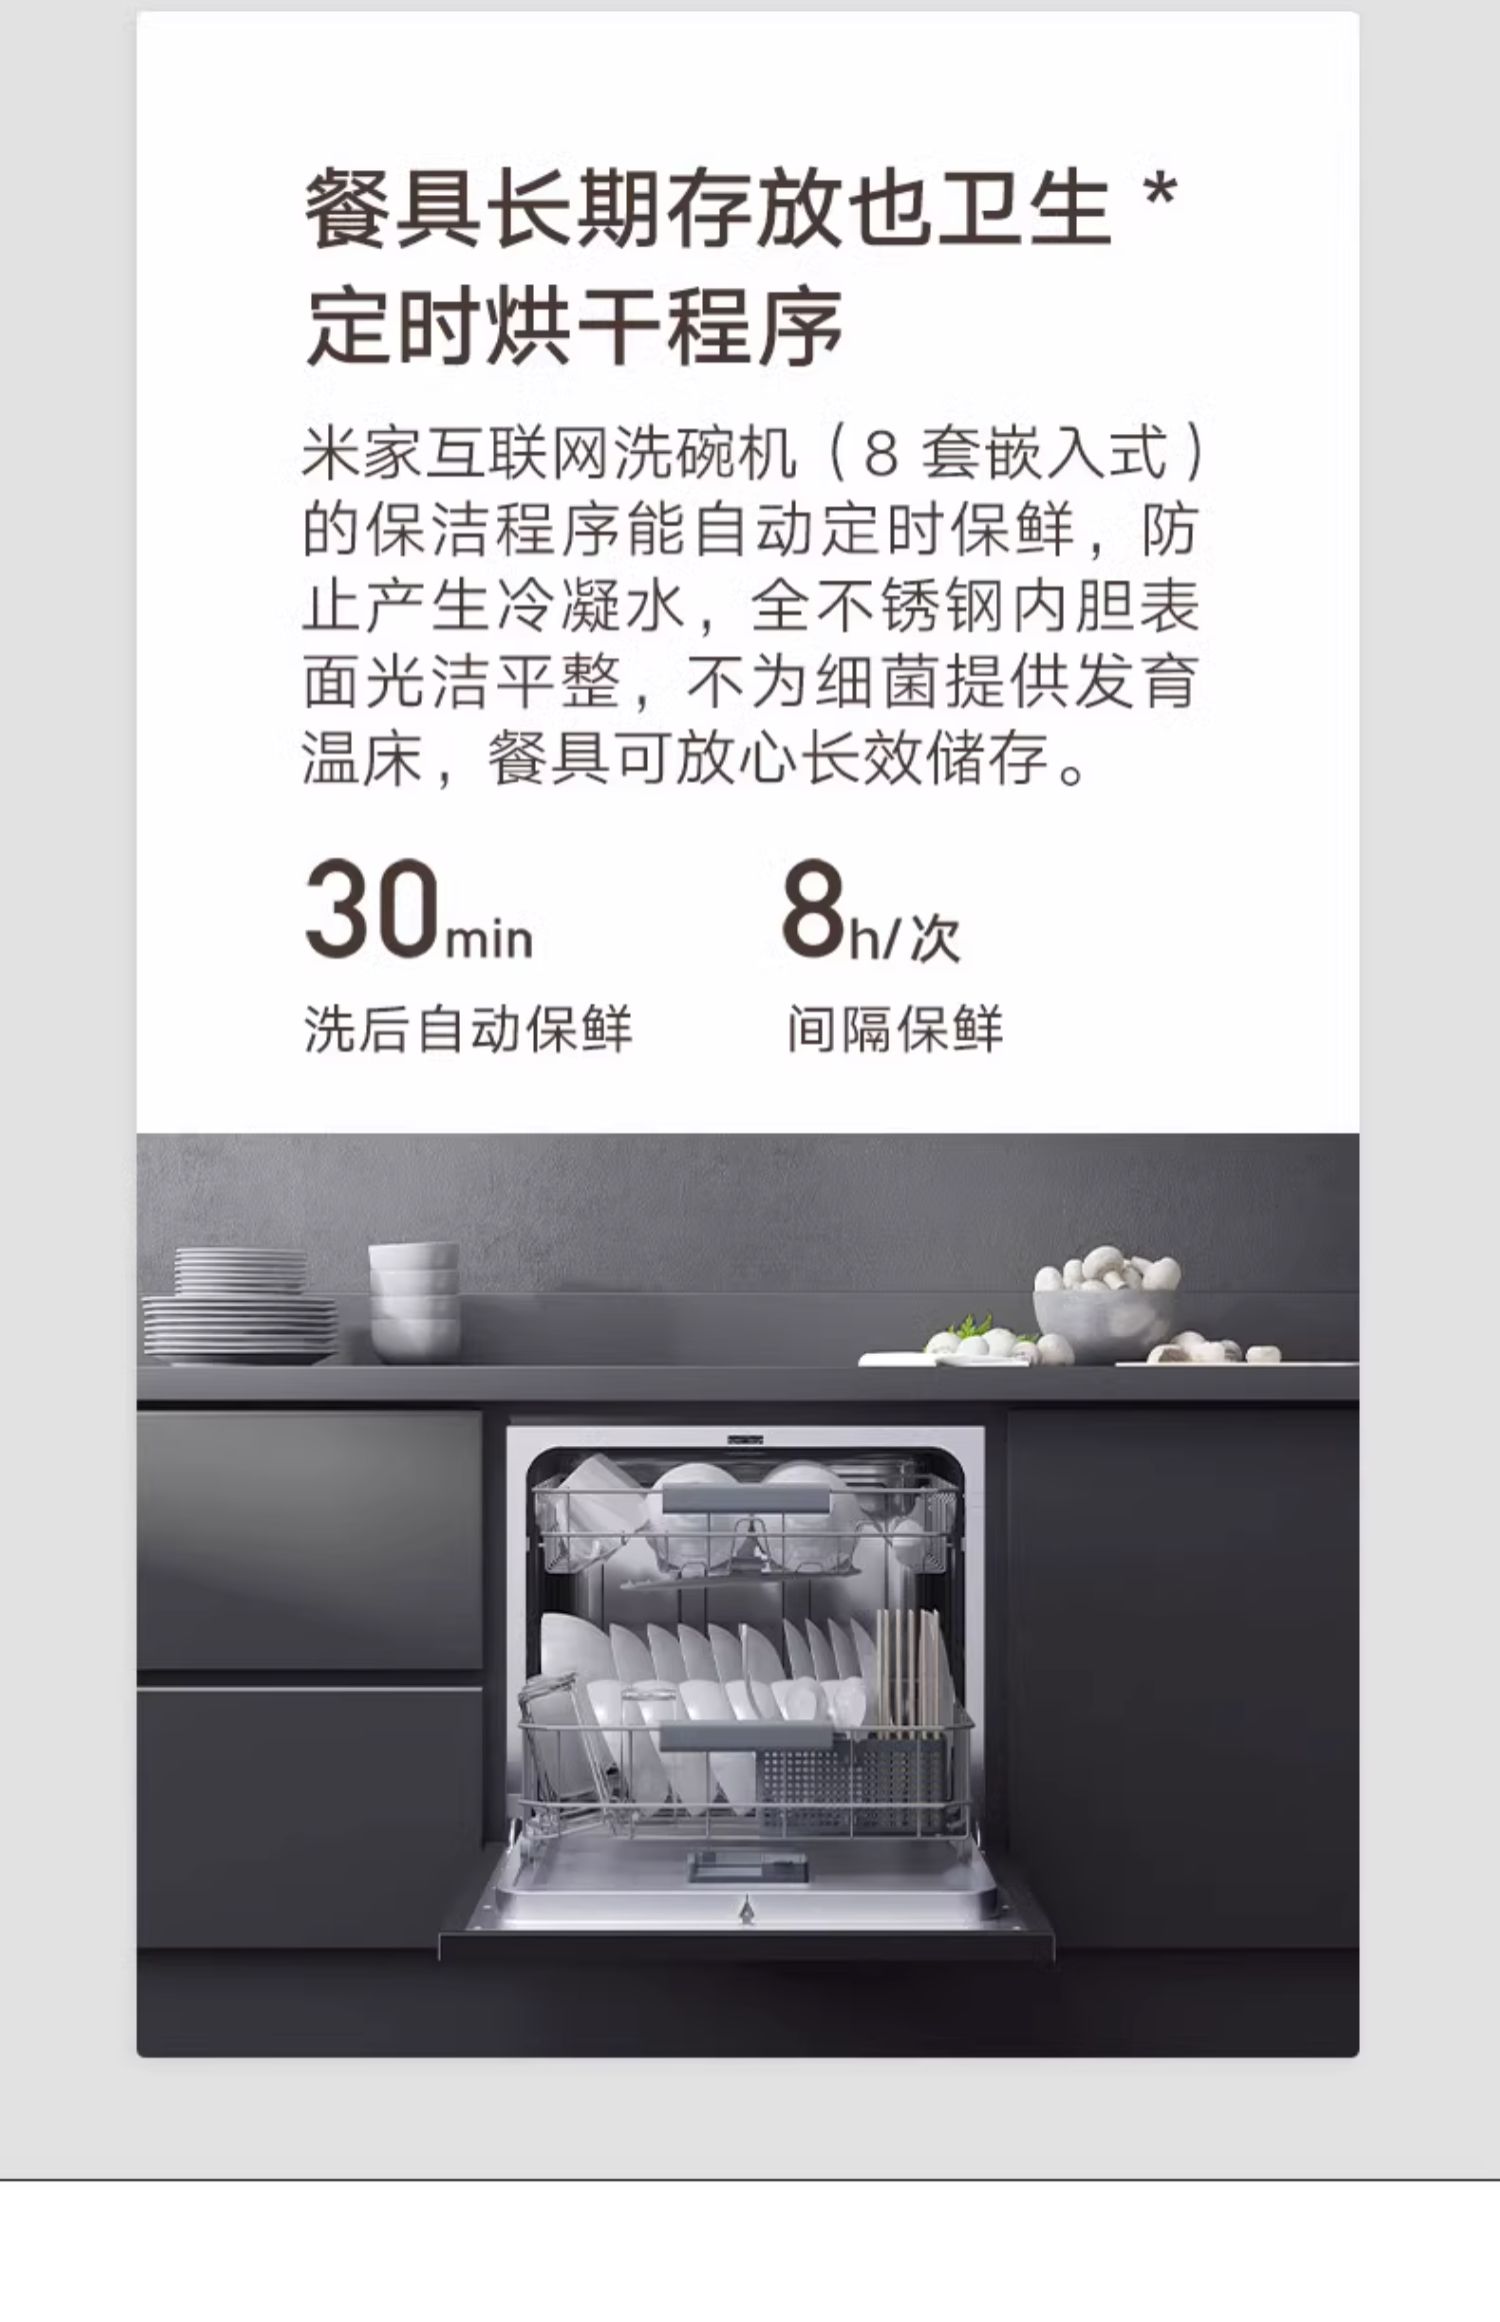 餐具长期存放也卫生 *
定时烘干程序
米家互联网洗碗机（8 套嵌入式）
的保洁程序能自动定时保鲜，防
止产生冷凝水，全不锈钢内胆表
面光洁平整，不为细菌提供发育
温床，餐具可放心长效储存。
30min 8h/次
洗后自动保鲜 间隔保鲜